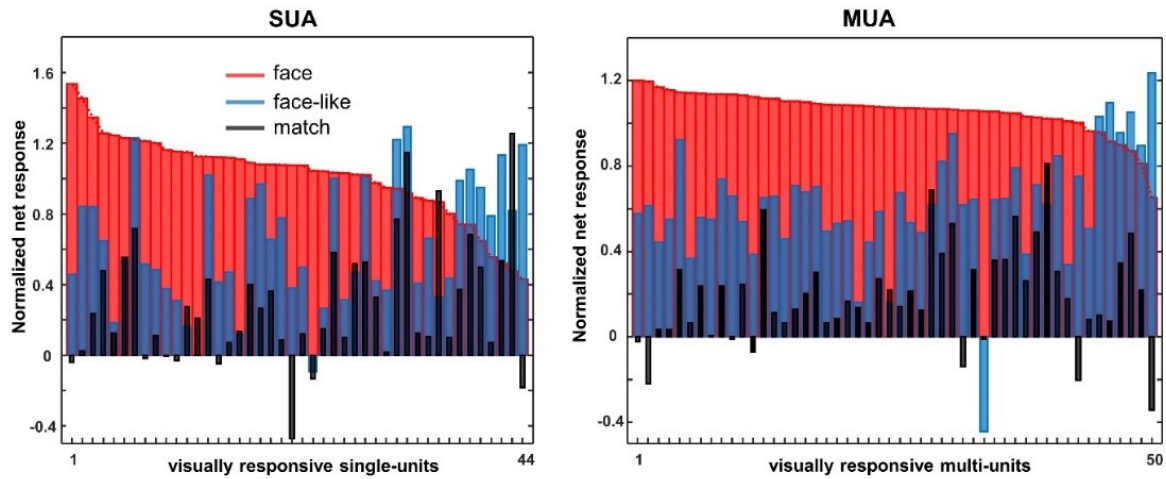 SUA
Normalized net response
1.6
1.2
0.8
0.4
0
-0.4
face
face-like
match
1
44
visually responsive single-units
MUA
Normalized net response
1.2
0.8
0.4
0
-0.4
1
50
visually responsive multi-units